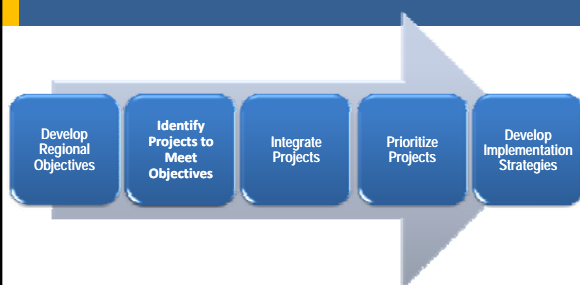 Develop
Regional
Objectives
Identify
Projects to
Meet
Objectives
Integrate
Projects
Prioritize
Projects
Develop
Implementation
Strategies